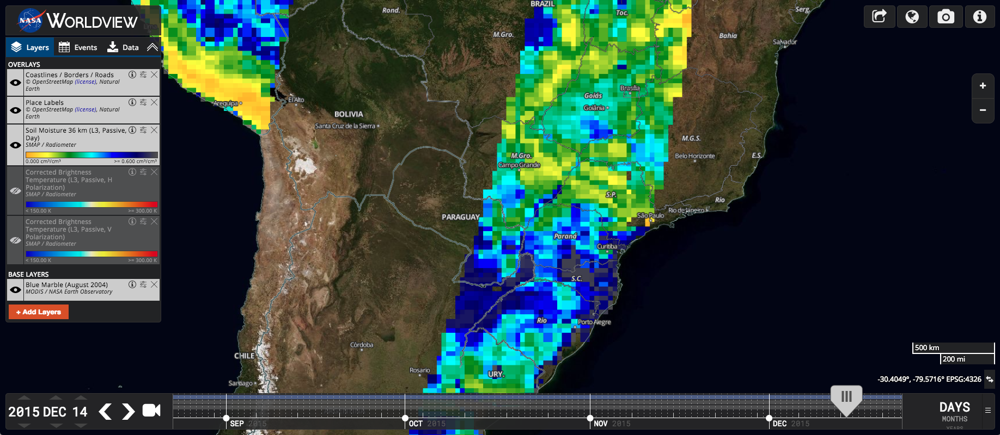 NASA WORLDVIEW
Layers
Events
Data
OVERLAYS
Coastlines / Borders / Roads
© OpenStreetMap (license), Natural
Earth
Place Labels
© OpenStreetMap (license), Natural
Earth
Soil Moisture 36 km (L3, Passive,
Day)
SMAP / Radiometer
0.000 cm³/cm³ >= 0.600 cm³/cm³
Corrected Brightness
Temperature (L3, Passive, H
Polarization)
SMAP / Radiometer
< 150.00 K >= 300.00 K
Corrected Brightness
Temperature (L3, Passive, V
Polarization)
SMAP / Radiometer
< 150.00 K >= 300.00 K
BASE LAYERS
Blue Marble (August 2004)
MODIS / NASA Earth Observatory
+ Add Layers
BRAZIL
Rond.
Toc.
Serg.
M.Gro.
Bahia
Salvador
Brasília
Goiás
Goiânia
Arequipa
El Alto
BOLIVIA
Santa Cruz de la Sierra
M.G.S.
Belo Horizonte
E.S.
M.Gro.
Campo Grande
S.P.
Rio
Rio de Janeiro
São Paulo
PARAGUAY
Paraná
Curitiba
S.C.
Rio
Porto Alegre
Córdoba
CHILE
Rosario
URY.
Santiago
+
-
500 km
200 mi
-30.4049°, -79.5716° EPSG:4326
2015 DEC 14
SEP 2015
OCT 2015
NOV 2015
DEC 2015
DAYS
MONTHS
YEARS